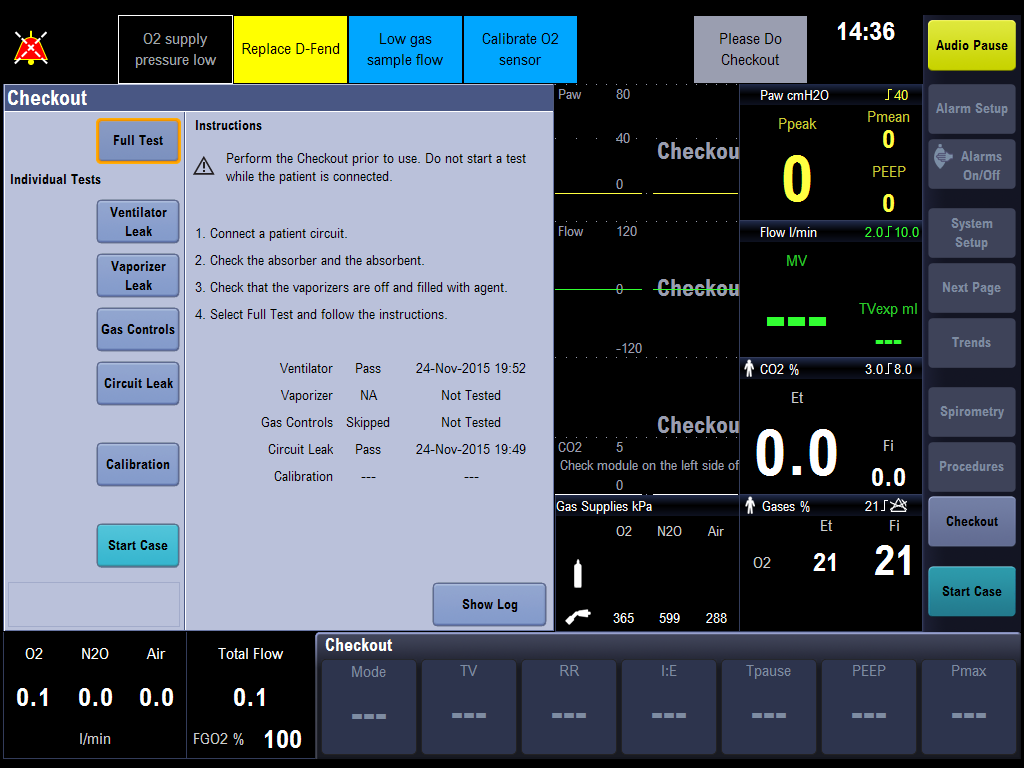 O2 supply
pressure low
Replace D-Fend
Low gas
sample flow
Calibrate O2
sensor
Please Do
Checkout
14:36
Audio Pause
Checkout
Full Test
Individual Tests
Ventilator
Leak
Vaporizer
Leak
Gas Controls
Circuit Leak
Calibration
Start Case
Instructions
Perform the Checkout prior to use. Do not start a test
while the patient is connected.
1. Connect a patient circuit.
2. Check the absorber and the absorbent.
3. Check that the vaporizers are off and filled with agent.
4. Select Full Test and follow the instructions.
Ventilator Pass 24-Nov-2015 19:52
Vaporizer NA Not Tested
Gas Controls Skipped Not Tested
Circuit Leak Pass 24-Nov-2015 19:49
Calibration --- ---
Show Log
Paw 80
40
Checkou
0
Flow 120
0
Checkou
-120
Checkou
CO2 5
Check module on the left side of
0
Gas Supplies kPa
O2 N2O Air
365 599 288
Paw cmH2O 40
Ppeak
0
Pmean
0
PEEP
0
Flow l/min 2.0 10.0
MV
---
TVexp ml
---
CO2 % 3.0 8.0
Et
0.0
Fi
0.0
Gases % 21
Et Fi
O2 21 21
Alarm Setup
Alarms
On/Off
System
Setup
Next Page
Trends
Spirometry
Procedures
Checkout
Start Case
O2 N2O Air
0.1 0.0 0.0
l/min
Total Flow
0.1
FGO2 % 100
Checkout
Mode TV RR I:E Tpause PEEP Pmax
--- --- --- --- --- --- ---